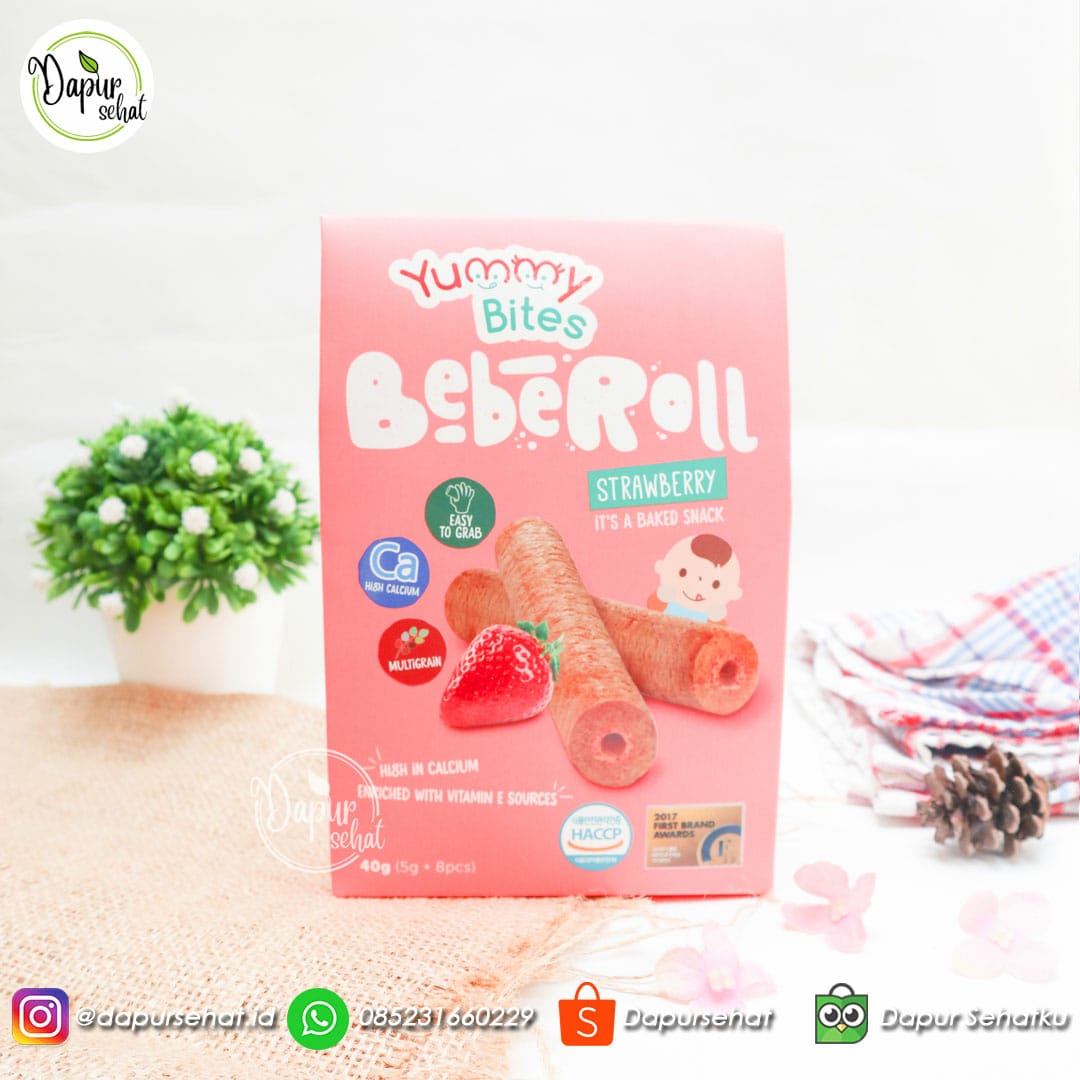 Dapur
sehat
Yummy
Bites
BebēRoll
STRAWBERRY
IT'S A BAKED SNACK
EASY
TO GRAB
Ca
HIGH CALCIUM
MULTIGRAIN
HIGH IN CALCIUM
ENRICHED WITH VITAMIN E SOURCES
Dapur
sehat
HACCP
2017
FIRST BRAND
AWARDS
40g (5g • 8pcs)
@dapursehat.id
085231660229
Dapursehat
Dapur Sehatku